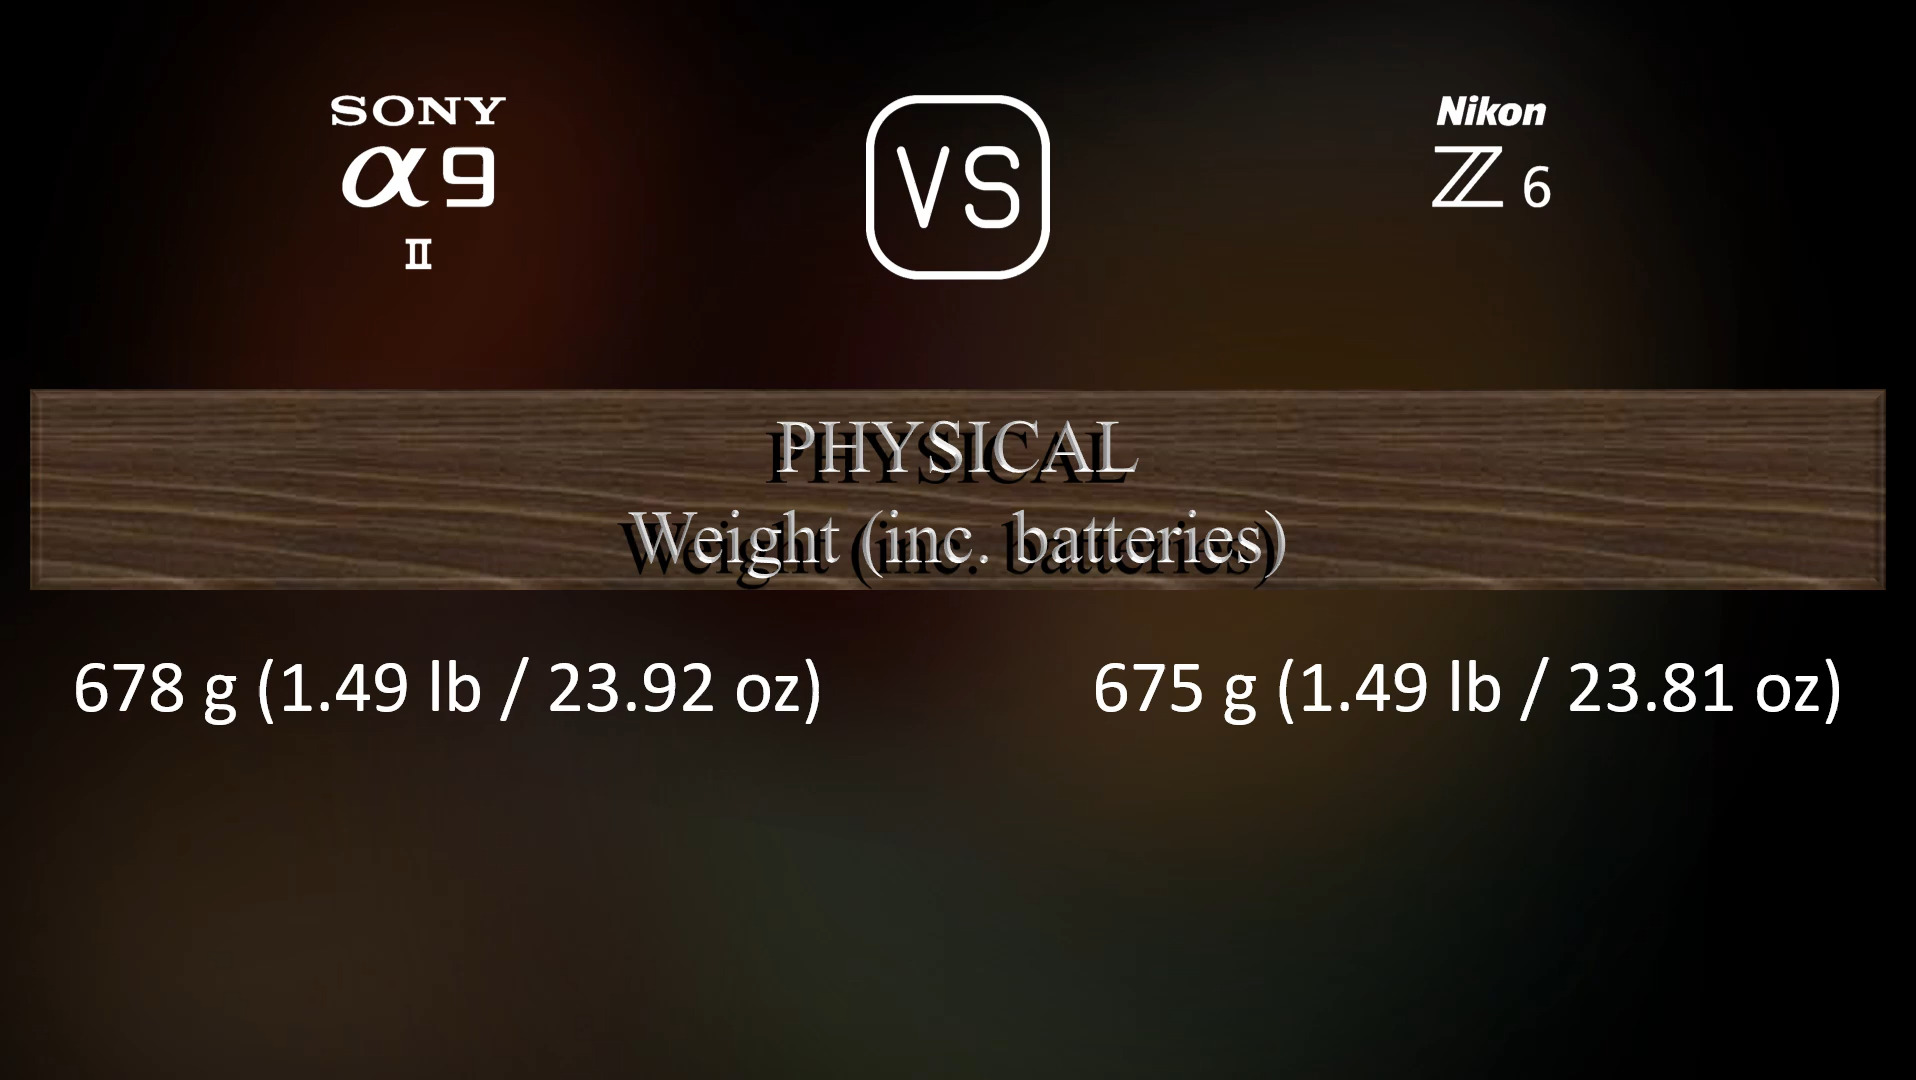 SONY
α9
II
VS
Nikon
Z 6
PHYSICAL
Weight (inc. batteries)
678 g (1.49 lb / 23.92 oz)
675 g (1.49 lb / 23.81 oz)